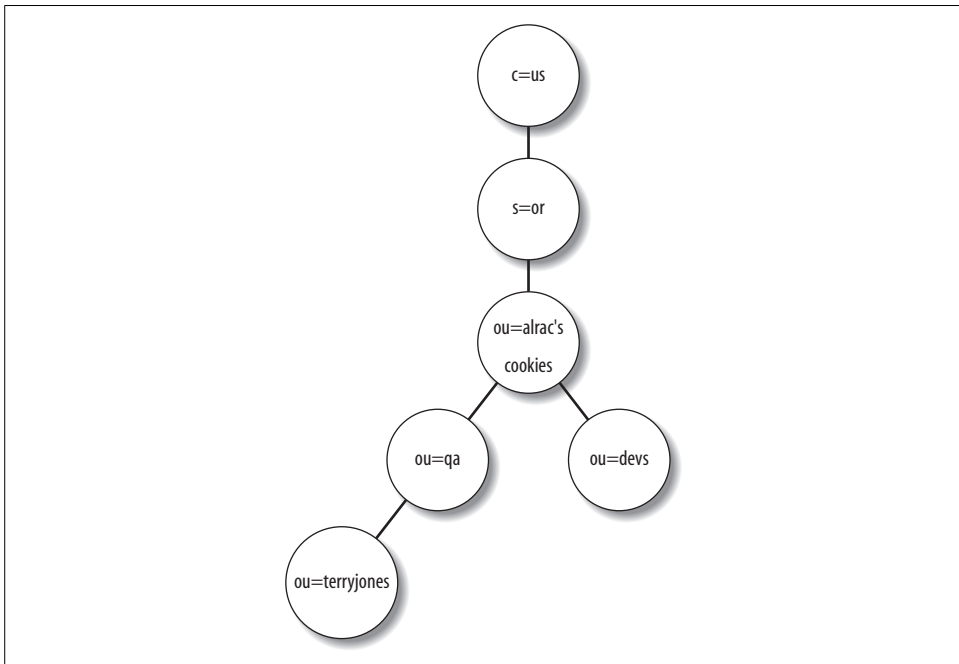 c=us
s=or
ou=alrac's
cookies
ou=qa
ou=devs
ou=terryjones